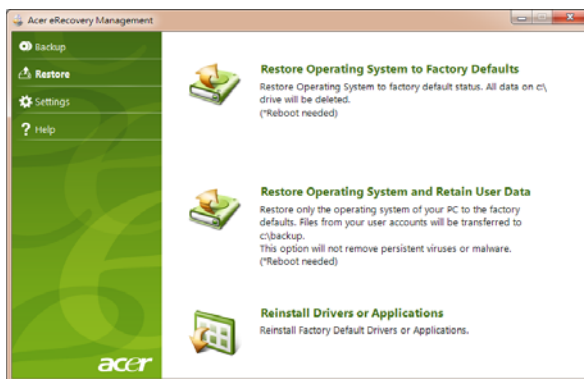 Acer eRecovery Management
Backup
Restore
Settings
Help
Restore Operating System to Factory Defaults
Restore Operating System to factory default status. All data on c:\
drive will be deleted.
(*Reboot needed)
Restore Operating System and Retain User Data
Restore only the operating system of your PC to the factory
defaults. Files from your user accounts will be transferred to
c:\backup.
This option will not remove persistent viruses or malware.
(*Reboot needed)
Reinstall Drivers or Applications
Reinstall Factory Default Drivers or Applications.
acer